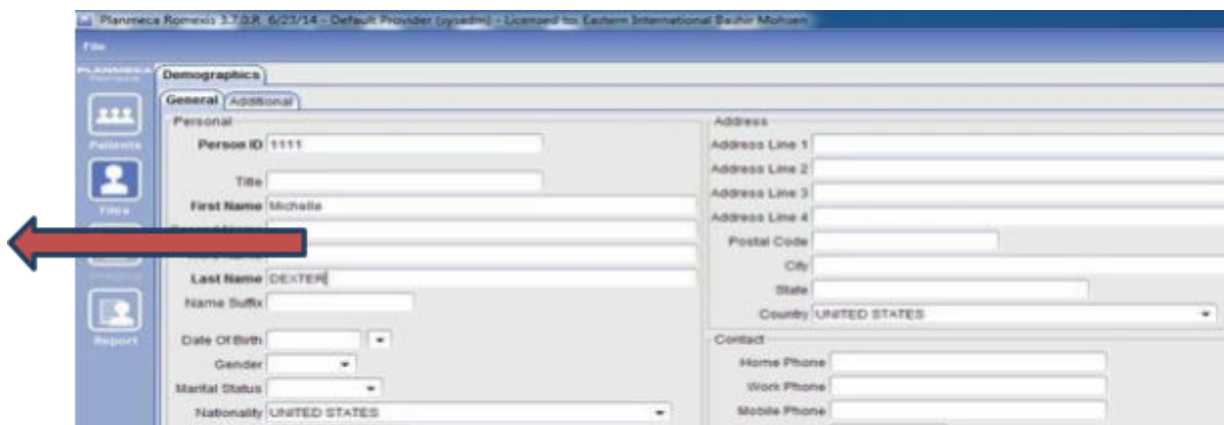 Planmeca Romexis 3.7.0.R 6/23/14 - Default Provider (sysadm) - Licensed to: Eastern International Bashir Mohsen
File
PLANMECA
Demographics
General Additional
Personal
Person ID 1111
Title
First Name Michelle
Last Name DEXTER
Name Suffix
Date Of Birth
Gender
Marital Status
Nationality UNITED STATES
Address
Address Line 1
Address Line 2
Address Line 3
Address Line 4
Postal Code
City
State
Country UNITED STATES
Contact
Home Phone
Work Phone
Mobile Phone
Patients
Files
Report